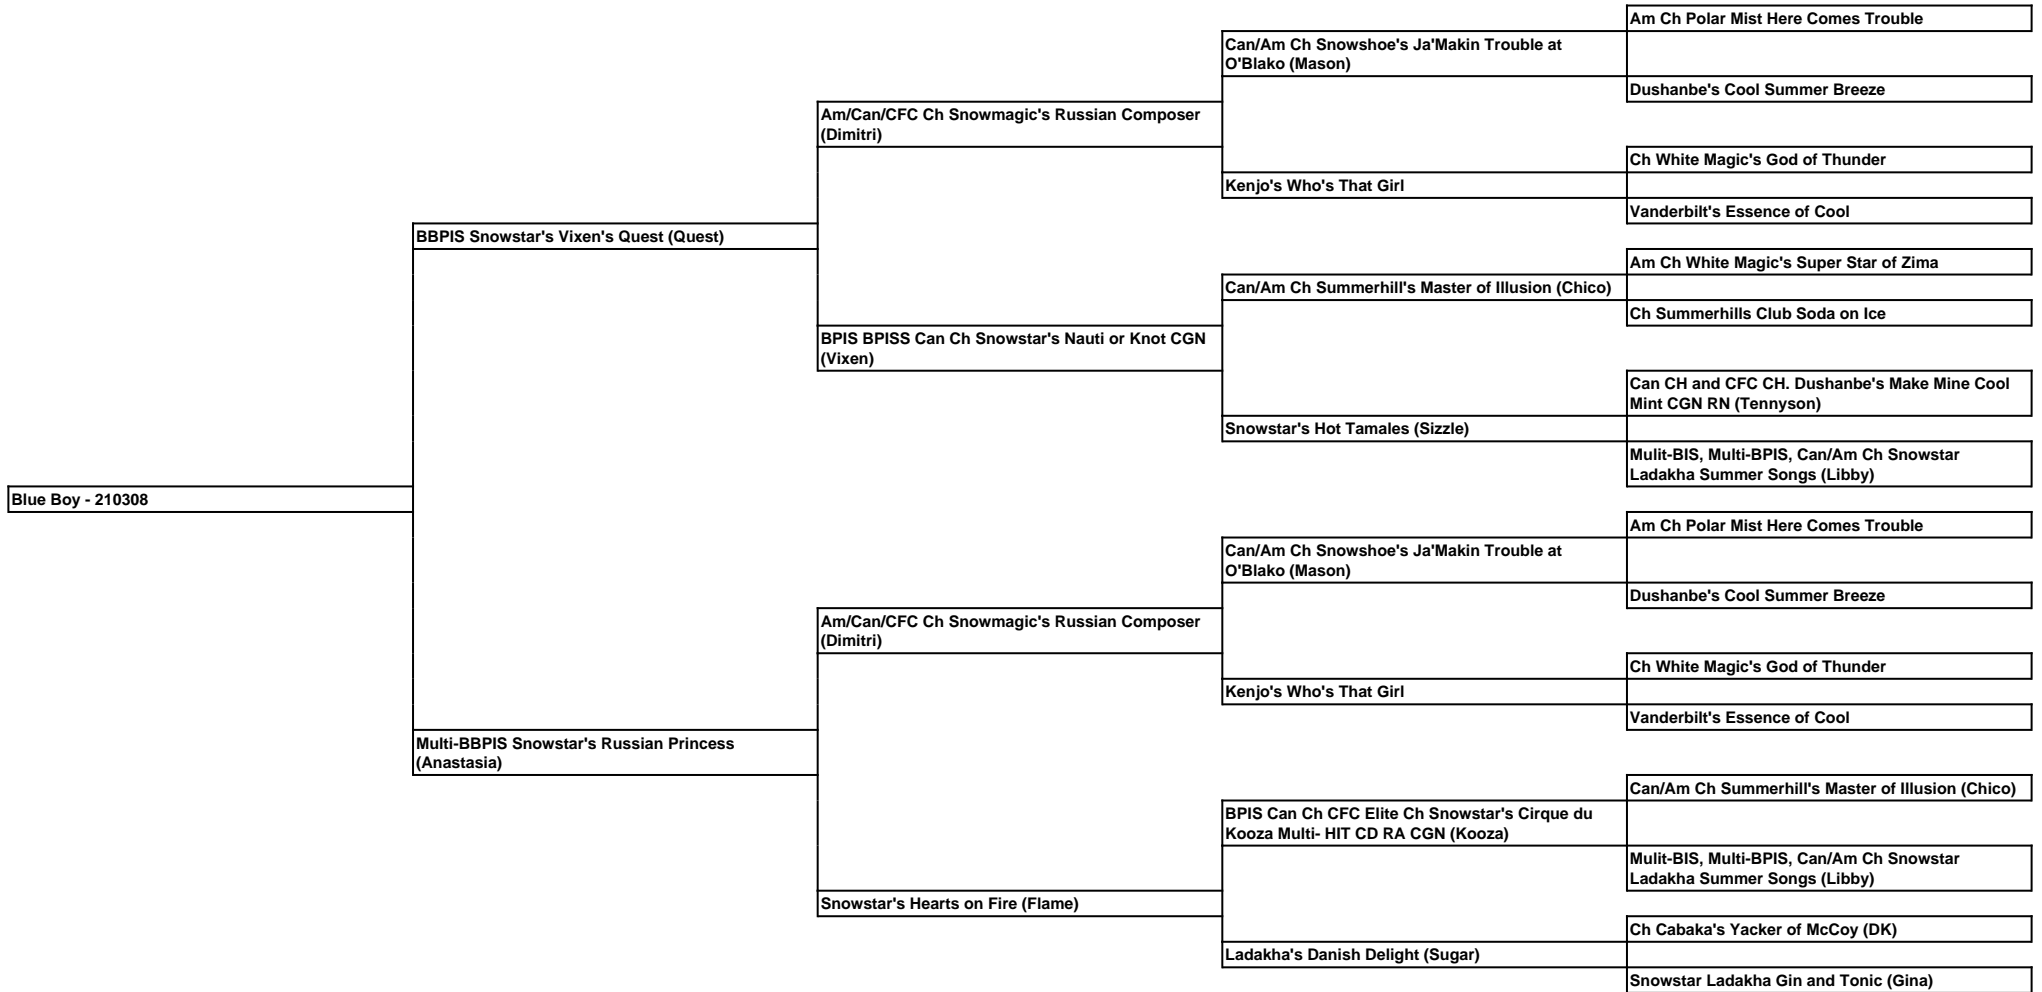 Am Ch Polar Mist Here Comes Trouble
Can/Am Ch Snowshoe's Ja'Makin Trouble at
O'Blako (Mason)
Dushanbe's Cool Summer Breeze
Am/Can/CFC Ch Snowmagic's Russian Composer
(Dimitri)
Ch White Magic's God of Thunder
Kenjo's Who's That Girl
Vanderbilt's Essence of Cool
BBPIS Snowstar's Vixen's Quest (Quest)
Am Ch White Magic's Super Star of Zima
Can/Am Ch Summerhill's Master of Illusion (Chico)
Ch Summerhills Club Soda on Ice
BPIS BPISS Can Ch Snowstar's Nauti or Knot CGN
(Vixen)
Can CH and CFC CH. Dushanbe's Make Mine Cool
Mint CGN RN (Tennyson)
Snowstar's Hot Tamales (Sizzle)
Mulit-BIS, Multi-BPIS, Can/Am Ch Snowstar
Ladakha Summer Songs (Libby)
Blue Boy - 210308
Am Ch Polar Mist Here Comes Trouble
Can/Am Ch Snowshoe's Ja'Makin Trouble at
O'Blako (Mason)
Dushanbe's Cool Summer Breeze
Am/Can/CFC Ch Snowmagic's Russian Composer
(Dimitri)
Ch White Magic's God of Thunder
Kenjo's Who's That Girl
Vanderbilt's Essence of Cool
Multi-BBPIS Snowstar's Russian Princess
(Anastasia)
Can/Am Ch Summerhill's Master of Illusion (Chico)
BPIS Can Ch CFC Elite Ch Snowstar's Cirque du
Kooza Multi- HIT CD RA CGN (Kooza)
Mulit-BIS, Multi-BPIS, Can/Am Ch Snowstar
Ladakha Summer Songs (Libby)
Snowstar's Hearts on Fire (Flame)
Ch Cabaka's Yacker of McCoy (DK)
Ladakha's Danish Delight (Sugar)
Snowstar Ladakha Gin and Tonic (Gina)